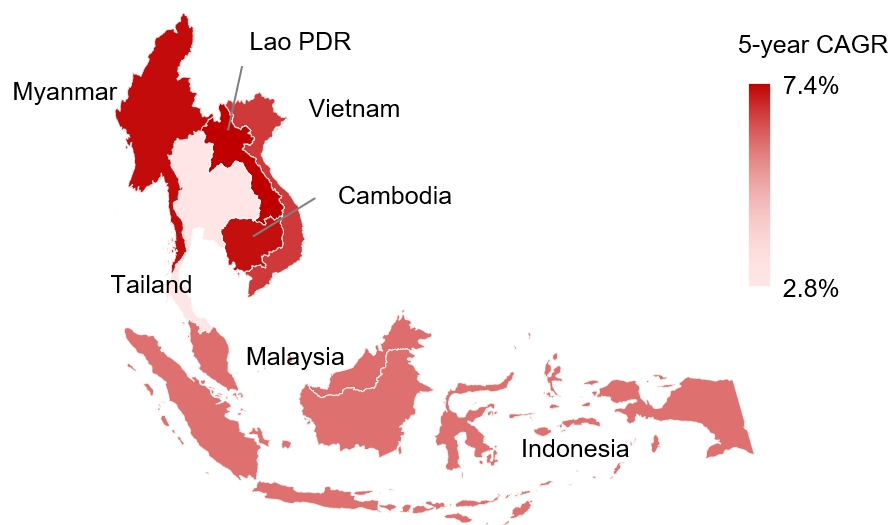 Lao PDR
5-year CAGR
Myanmar
7.4%
Vietnam
Cambodia
Tailand
2.8%
Malaysia
Indonesia